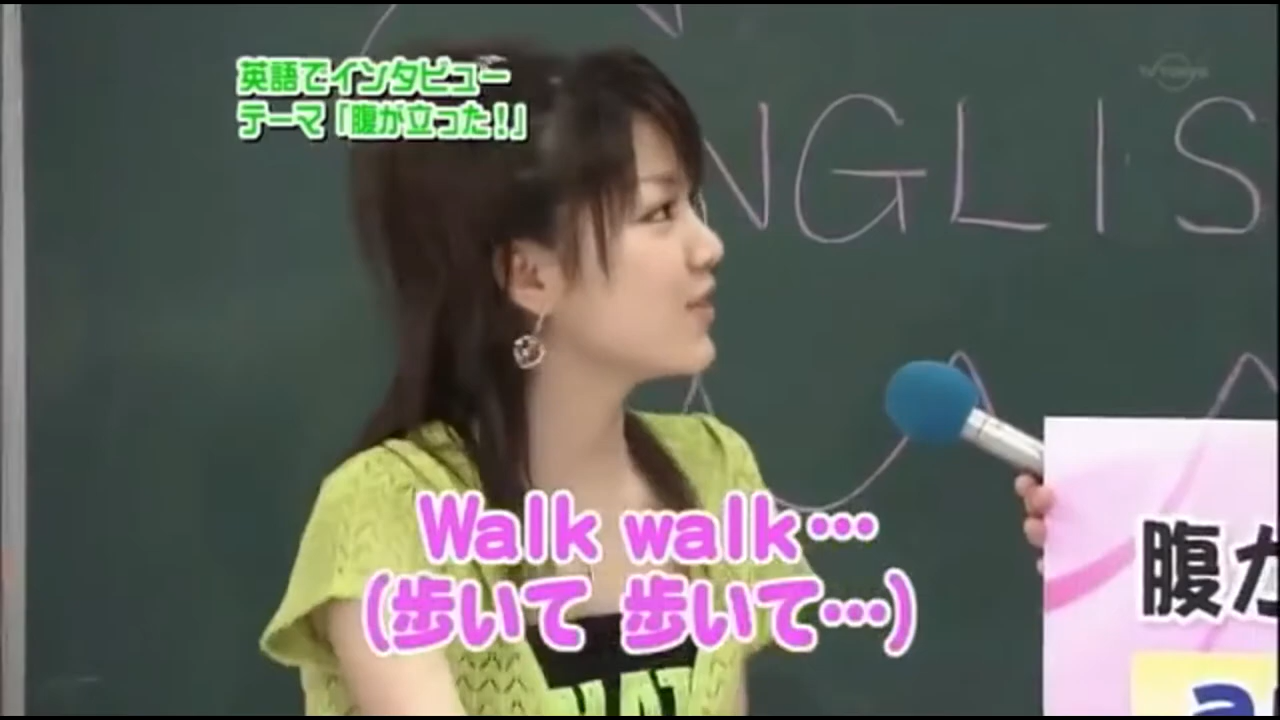 英語でインタビュー
テーマ「腹が立った!」
NGLIS
Walk walk…
(歩いて 歩いて…)
腹が
a